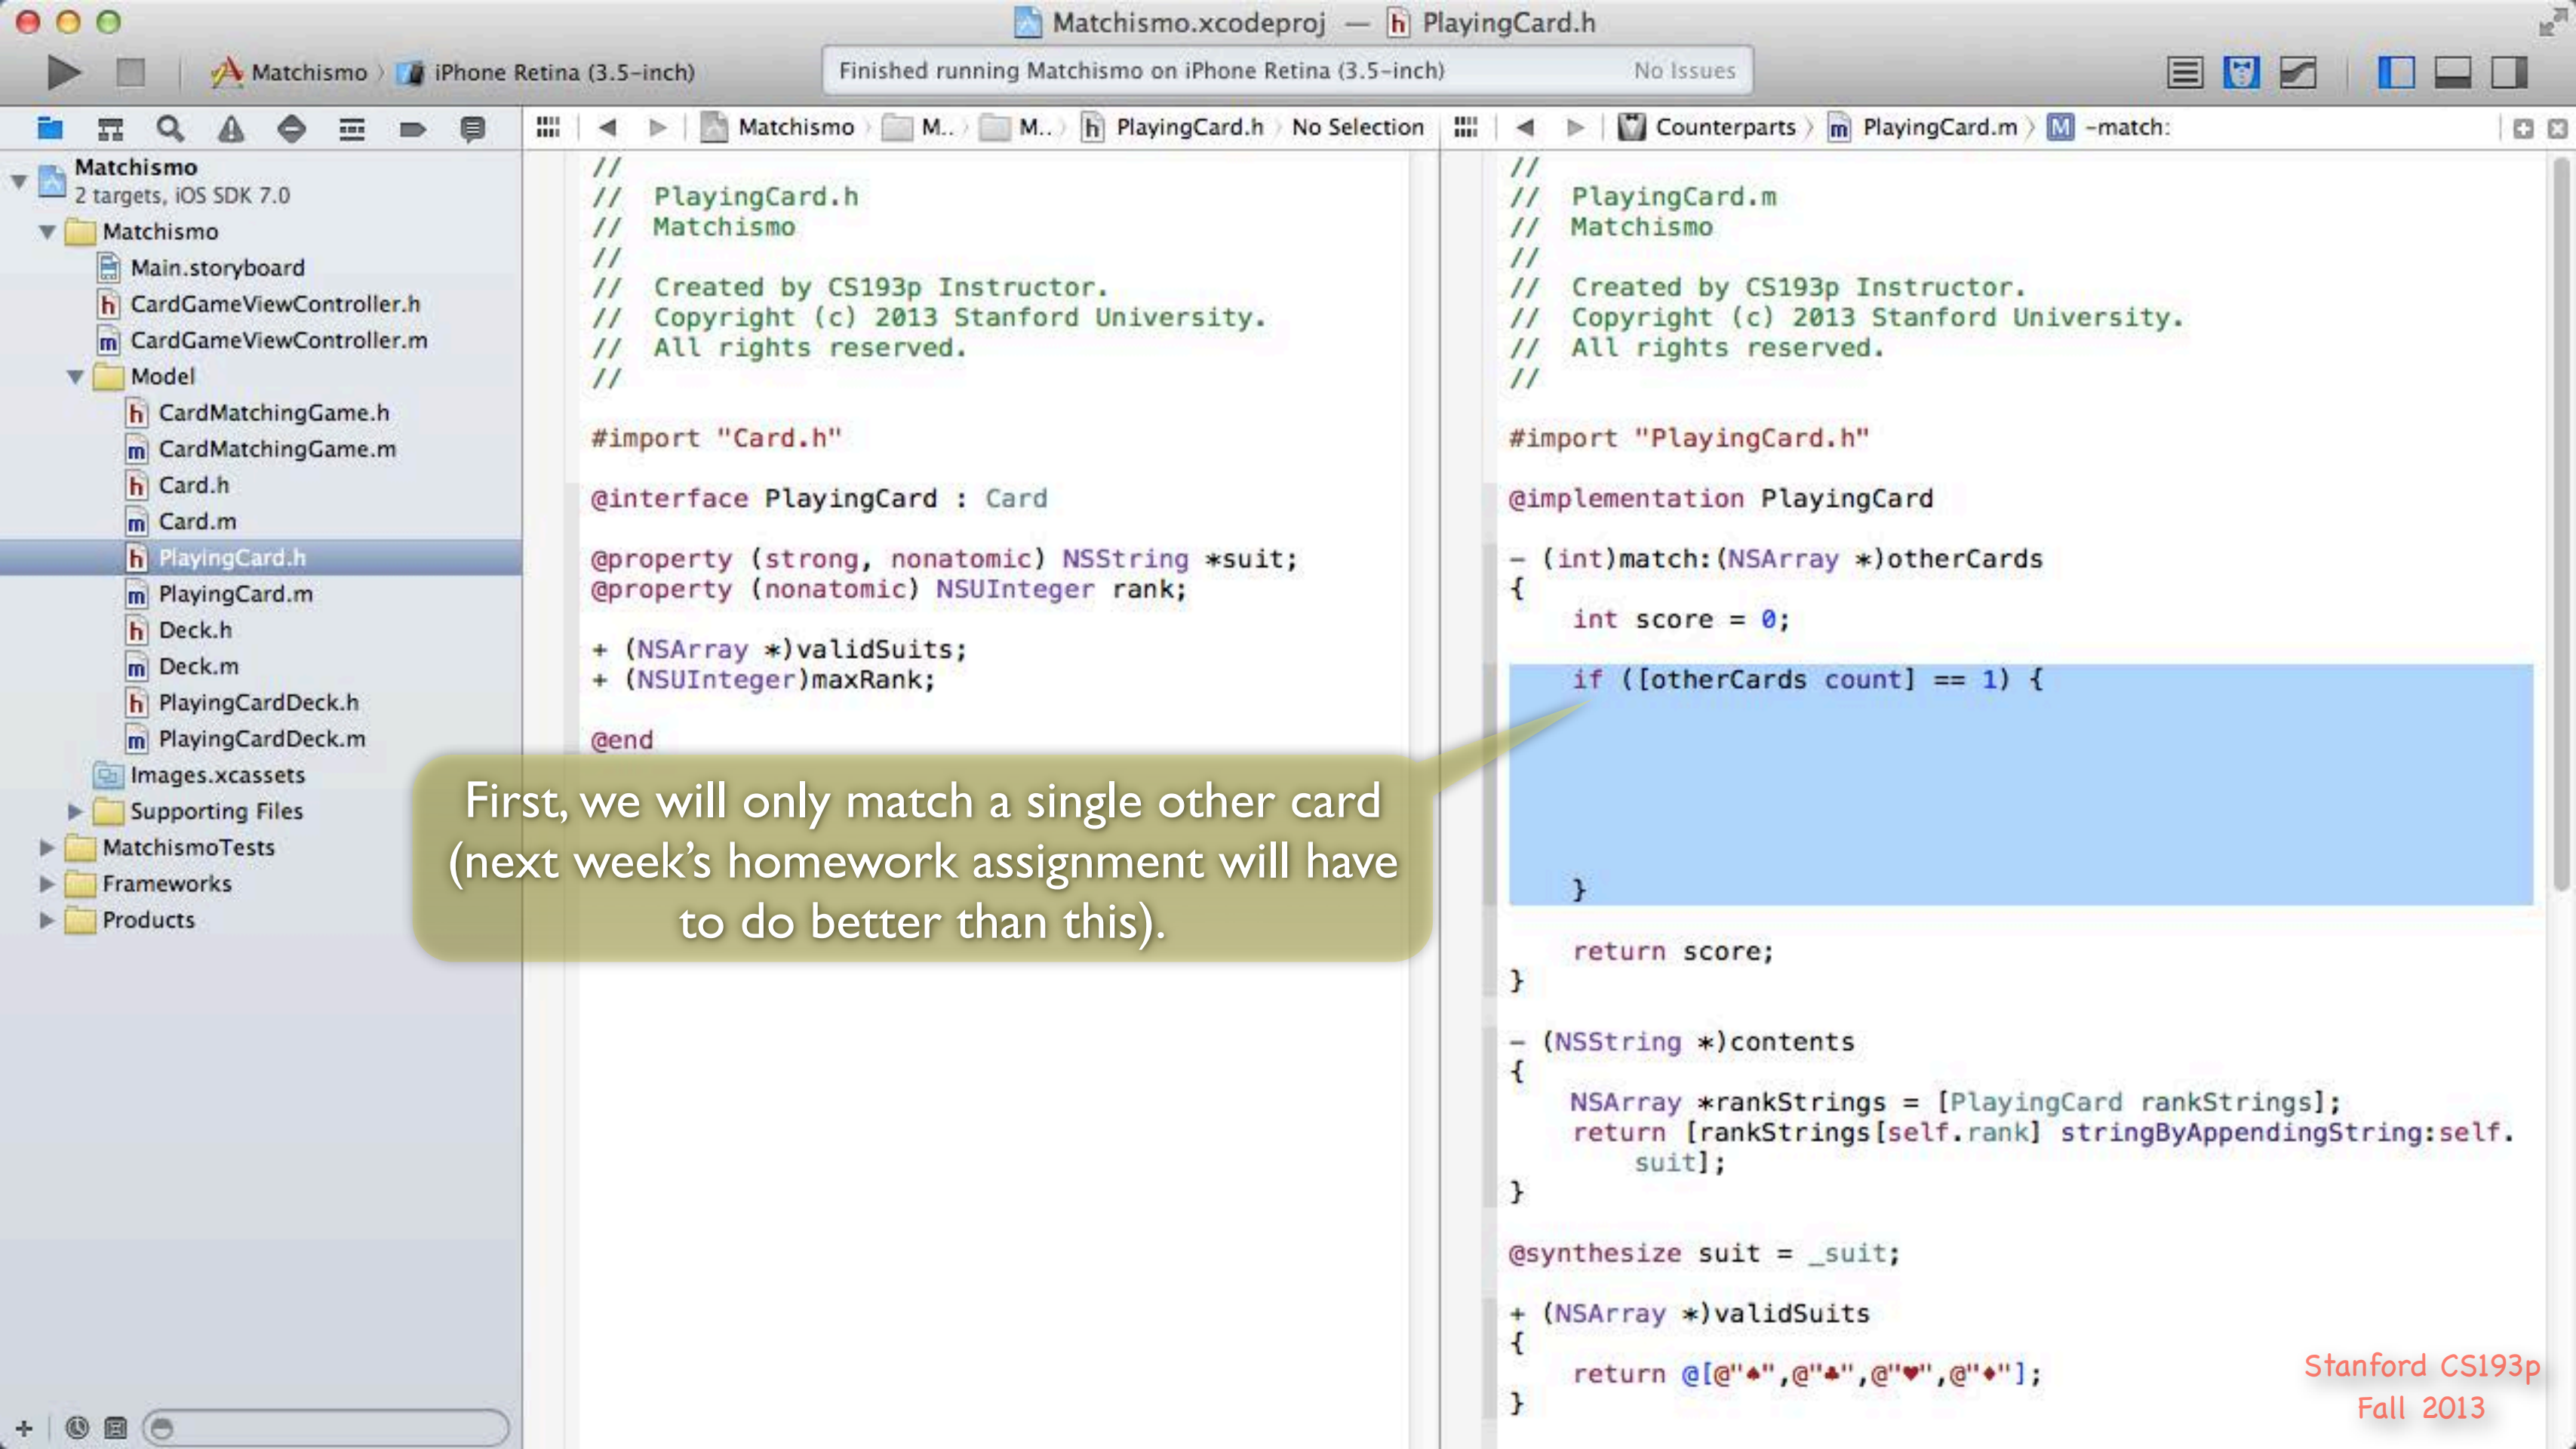 Matchismo.xcodeproj — h PlayingCard.h
Matchismo iPhone Retina (3.5-inch)
Finished running Matchismo on iPhone Retina (3.5-inch) No Issues
Matchismo M.. M.. h PlayingCard.h No Selection
Counterparts m PlayingCard.m M -match:
Matchismo
2 targets, iOS SDK 7.0
Matchismo
Main.storyboard
h CardGameViewController.h
m CardGameViewController.m
Model
h CardMatchingGame.h
m CardMatchingGame.m
h Card.h
m Card.m
h PlayingCard.h
m PlayingCard.m
h Deck.h
m Deck.m
h PlayingCardDeck.h
m PlayingCardDeck.m
Images.xcassets
Supporting Files
MatchismoTests
Frameworks
Products
//
// PlayingCard.h
// Matchismo
//
// Created by CS193p Instructor.
// Copyright (c) 2013 Stanford University.
// All rights reserved.
//
#import "Card.h"
@interface PlayingCard : Card
@property (strong, nonatomic) NSString *suit;
@property (nonatomic) NSUInteger rank;
+ (NSArray *)validSuits;
+ (NSUInteger)maxRank;
@end
First, we will only match a single other card
(next week's homework assignment will have
to do better than this).
//
// PlayingCard.m
// Matchismo
//
// Created by CS193p Instructor.
// Copyright (c) 2013 Stanford University.
// All rights reserved.
//
#import "PlayingCard.h"
@implementation PlayingCard
- (int)match:(NSArray *)otherCards
{
int score = 0;
if ([otherCards count] == 1) {
}
return score;
}
- (NSString *)contents
{
NSArray *rankStrings = [PlayingCard rankStrings];
return [rankStrings[self.rank] stringByAppendingString:self.
suit];
}
@synthesize suit = _suit;
+ (NSArray *)validSuits
{
return @[@"♠",@"♣",@"♥",@"♦"];
}
Stanford CS193p
Fall 2013